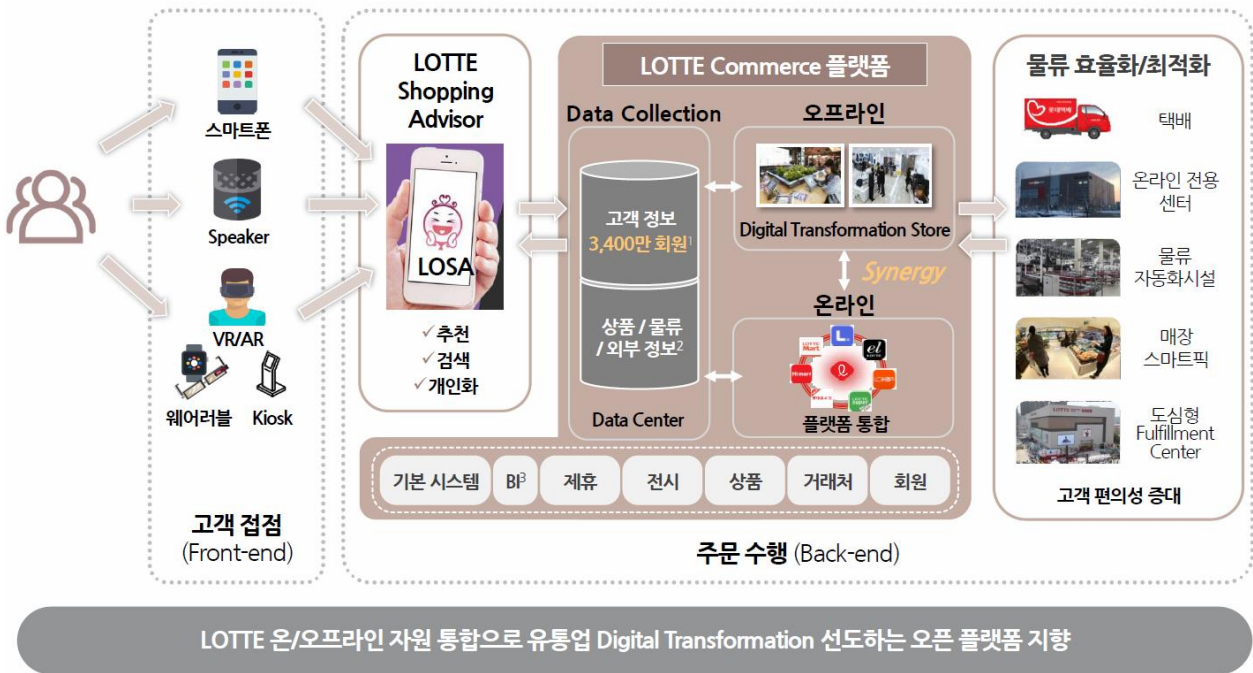 스마트폰
Speaker
VR/AR
웨어러블
Kiosk
고객 접점
(Front-end)
LOTTE
Shopping
Advisor
LOSA
✓추천
✓검색
✓개인화
LOTTE Commerce 플랫폼
Data Collection
고객 정보
3,400만 회원1
상품 / 물류
/ 외부 정보2
Data Center
오프라인
Digital Transformation Store
Synergy
온라인
LOTTE
Mart
el
Himart
LOTTE
super
플랫폼 통합
기본 시스템
BI3
제휴
전시
상품
거래처
회원
주문 수행 (Back-end)
물류 효율화/최적화
택배
온라인 전용
센터
물류
자동화시설
매장
스마트픽
도심형
Fulfillment
Center
고객 편의성 증대
LOTTE 온/오프라인 자원 통합으로 유통업 Digital Transformation 선도하는 오픈 플랫폼 지향